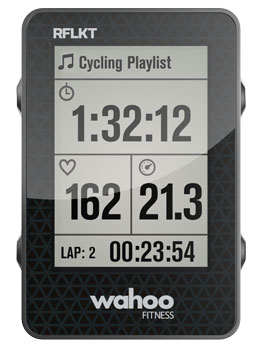 RFLKT
Cycling Playlist
1:32:12
162 21.3
LAP: 2 00:23:54
wahoo
FITNESS